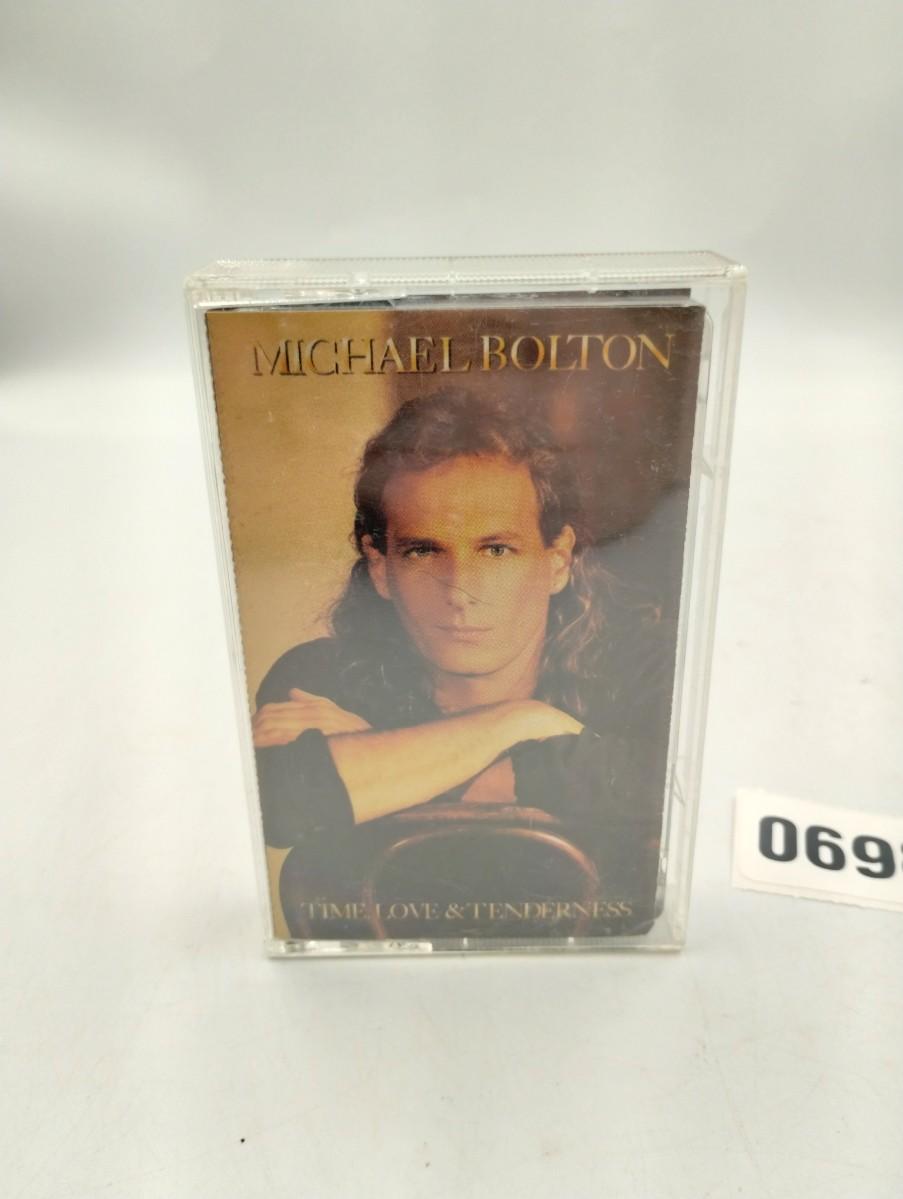 MICHAEL BOLTON
TIME, LOVE & TENDERNESS
069